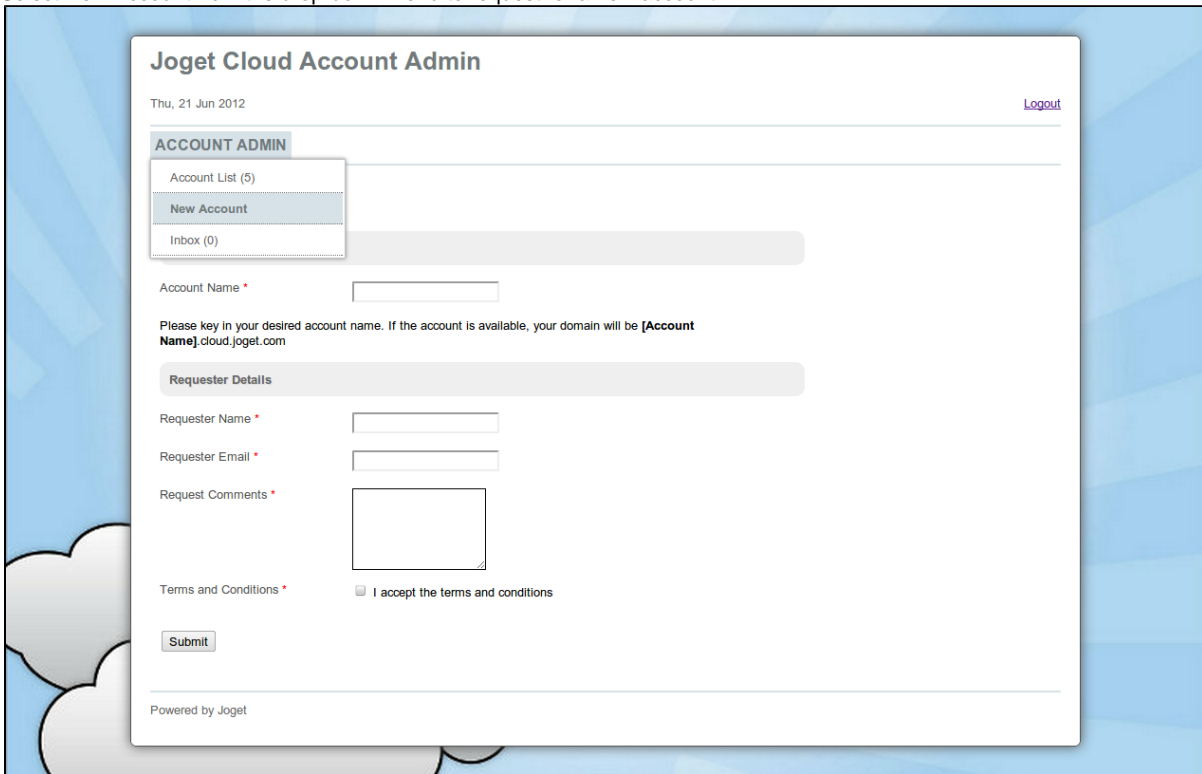 Joget Cloud Account Admin
Thu, 21 Jun 2012
Logout
ACCOUNT ADMIN
Account List (5)
New Account
Inbox (0)
Account Name *
Please key in your desired account name. If the account is available, your domain will be [Account
Name].cloud.joget.com
Requester Details
Requester Name *
Requester Email *
Request Comments *
Terms and Conditions *
I accept the terms and conditions
Submit
Powered by Joget